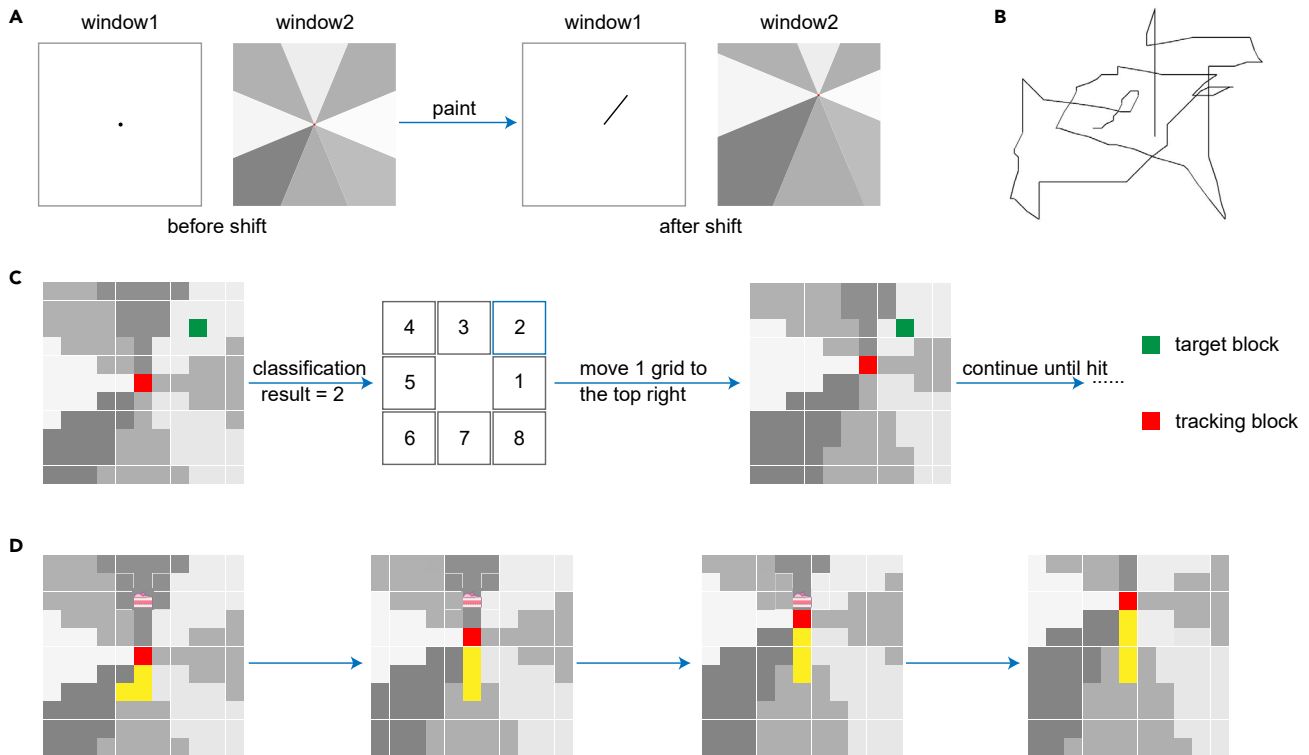 A
window1
window2
window1
window2
B
paint
before shift
after shift
C
classification
result = 2
4
3
2
5
1
6
7
8
move 1 grid to
the top right
continue until hit
......
target block
tracking block
D